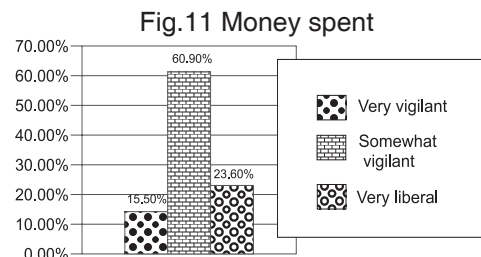 Fig.11 Money spent
70.00%
60.00%
50.00%
40.00%
30.00%
20.00%
10.00%
0.00%
60.90%
23.60%
15.50%
Very vigilant
Somewhat
vigilant
Very liberal